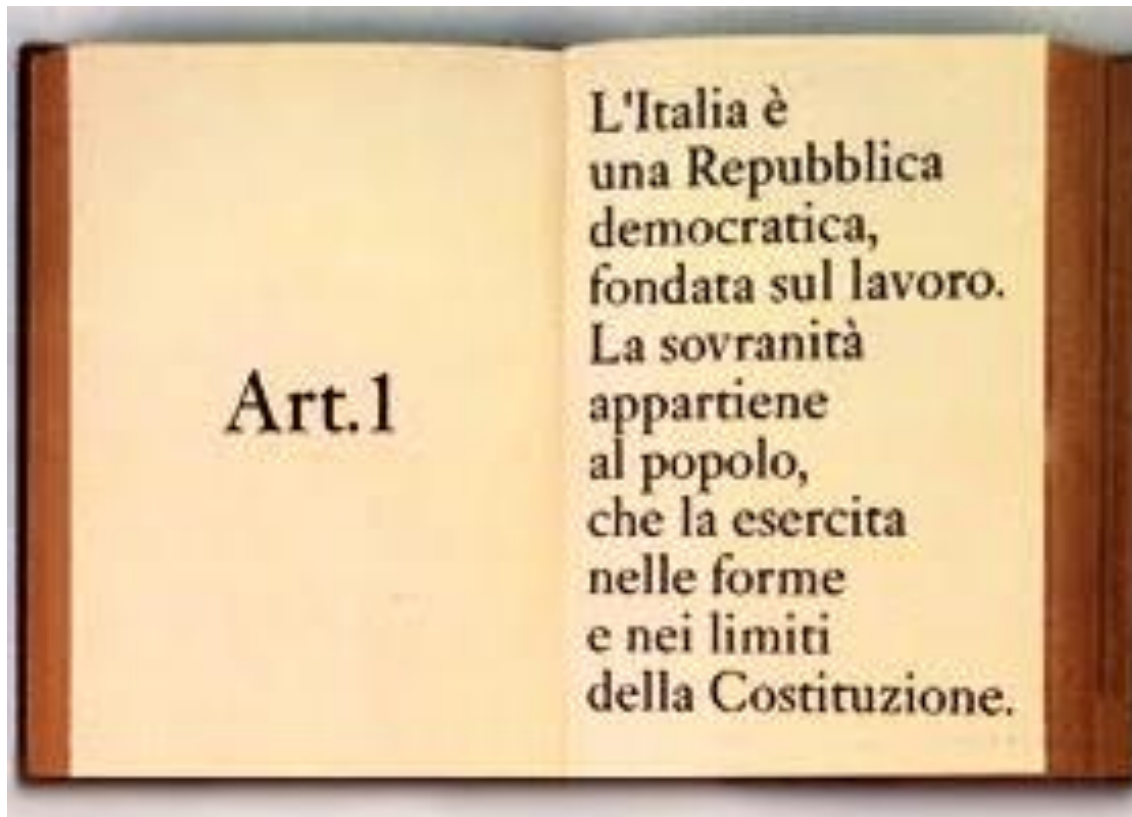 Art.1
L'Italia è
una Repubblica
democratica,
fondata sul lavoro.
La sovranità
appartiene
al popolo,
che la esercita
nelle forme
e nei limiti
della Costituzione.